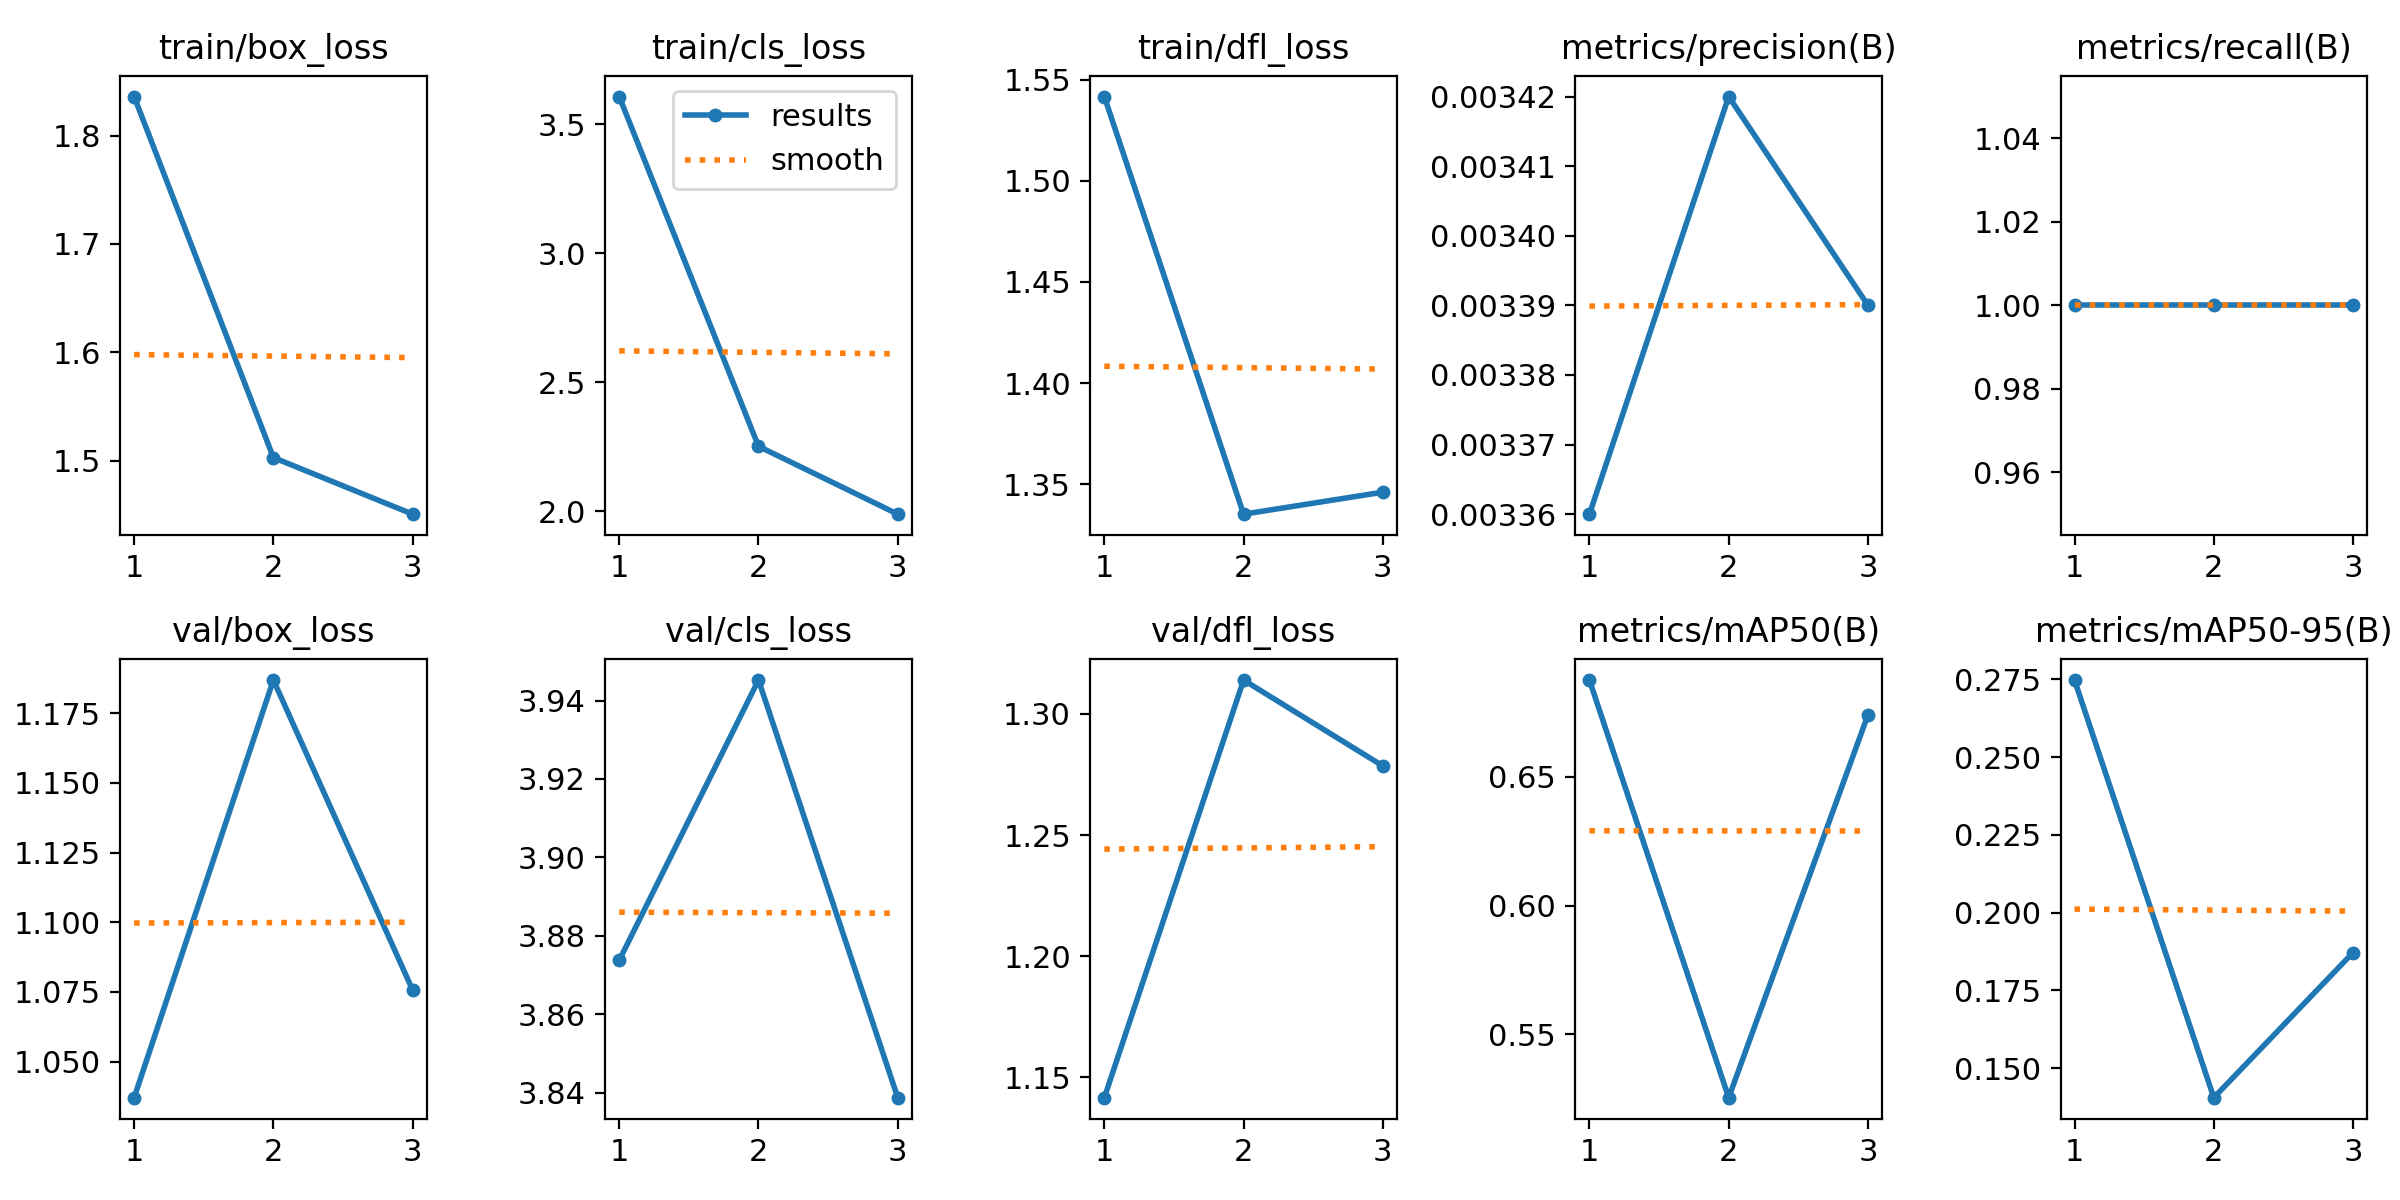 train/box_loss
1.8
1.7
1.6
1.5
1 2 3
train/cls_loss
results
smooth
3.5
3.0
2.5
2.0
1 2 3
train/dfl_loss
1.55
1.50
1.45
1.40
1.35
1 2 3
metrics/precision(B)
0.00342
0.00341
0.00340
0.00339
0.00338
0.00337
0.00336
1 2 3
metrics/recall(B)
1.04
1.02
1.00
0.98
0.96
1 2 3
val/box_loss
1.175
1.150
1.125
1.100
1.075
1.050
1 2 3
val/cls_loss
3.94
3.92
3.90
3.88
3.86
3.84
1 2 3
val/dfl_loss
1.30
1.25
1.20
1.15
1 2 3
metrics/mAP50(B)
0.65
0.60
0.55
1 2 3
metrics/mAP50-95(B)
0.275
0.250
0.225
0.200
0.175
0.150
1 2 3